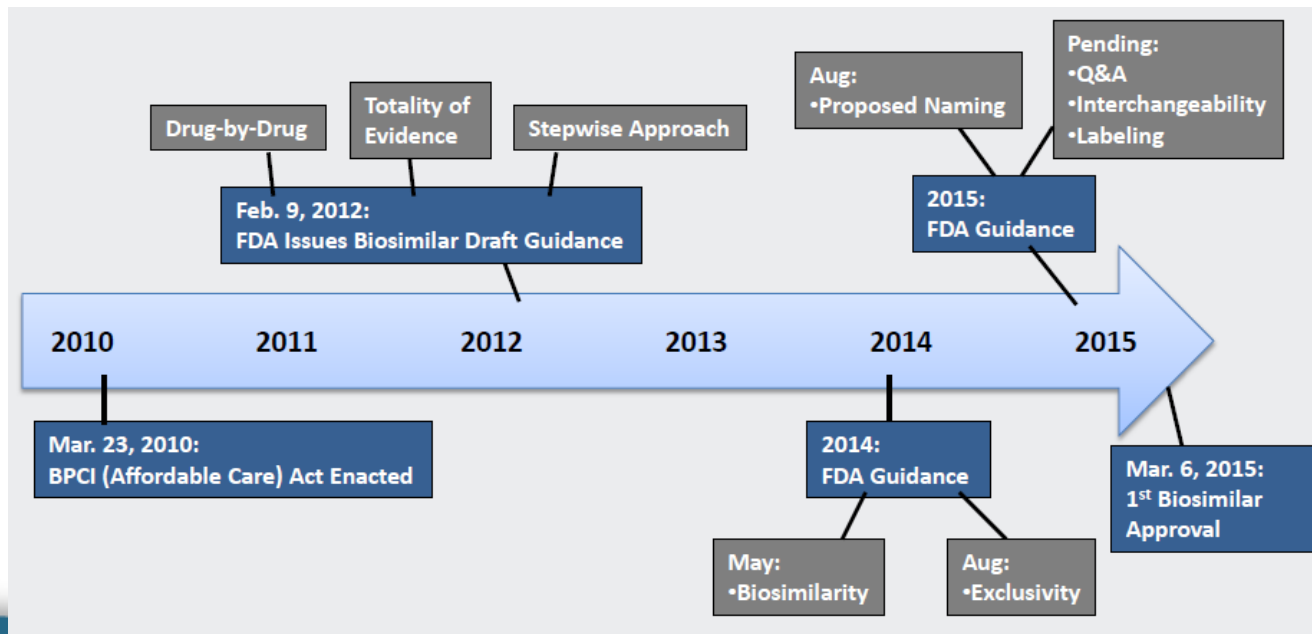 Drug-by-Drug
Totality of
Evidence
Stepwise Approach
Aug:
•Proposed Naming
Pending:
•Q&A
•Interchangeability
•Labeling
Feb. 9, 2012:
FDA Issues Biosimilar Draft Guidance
2015:
FDA Guidance
2010 2011 2012 2013 2014 2015
Mar. 23, 2010:
BPCI (Affordable Care) Act Enacted
2014:
FDA Guidance
Mar. 6, 2015:
1st Biosimilar
Approval
May:
•Biosimilarity
Aug:
•Exclusivity